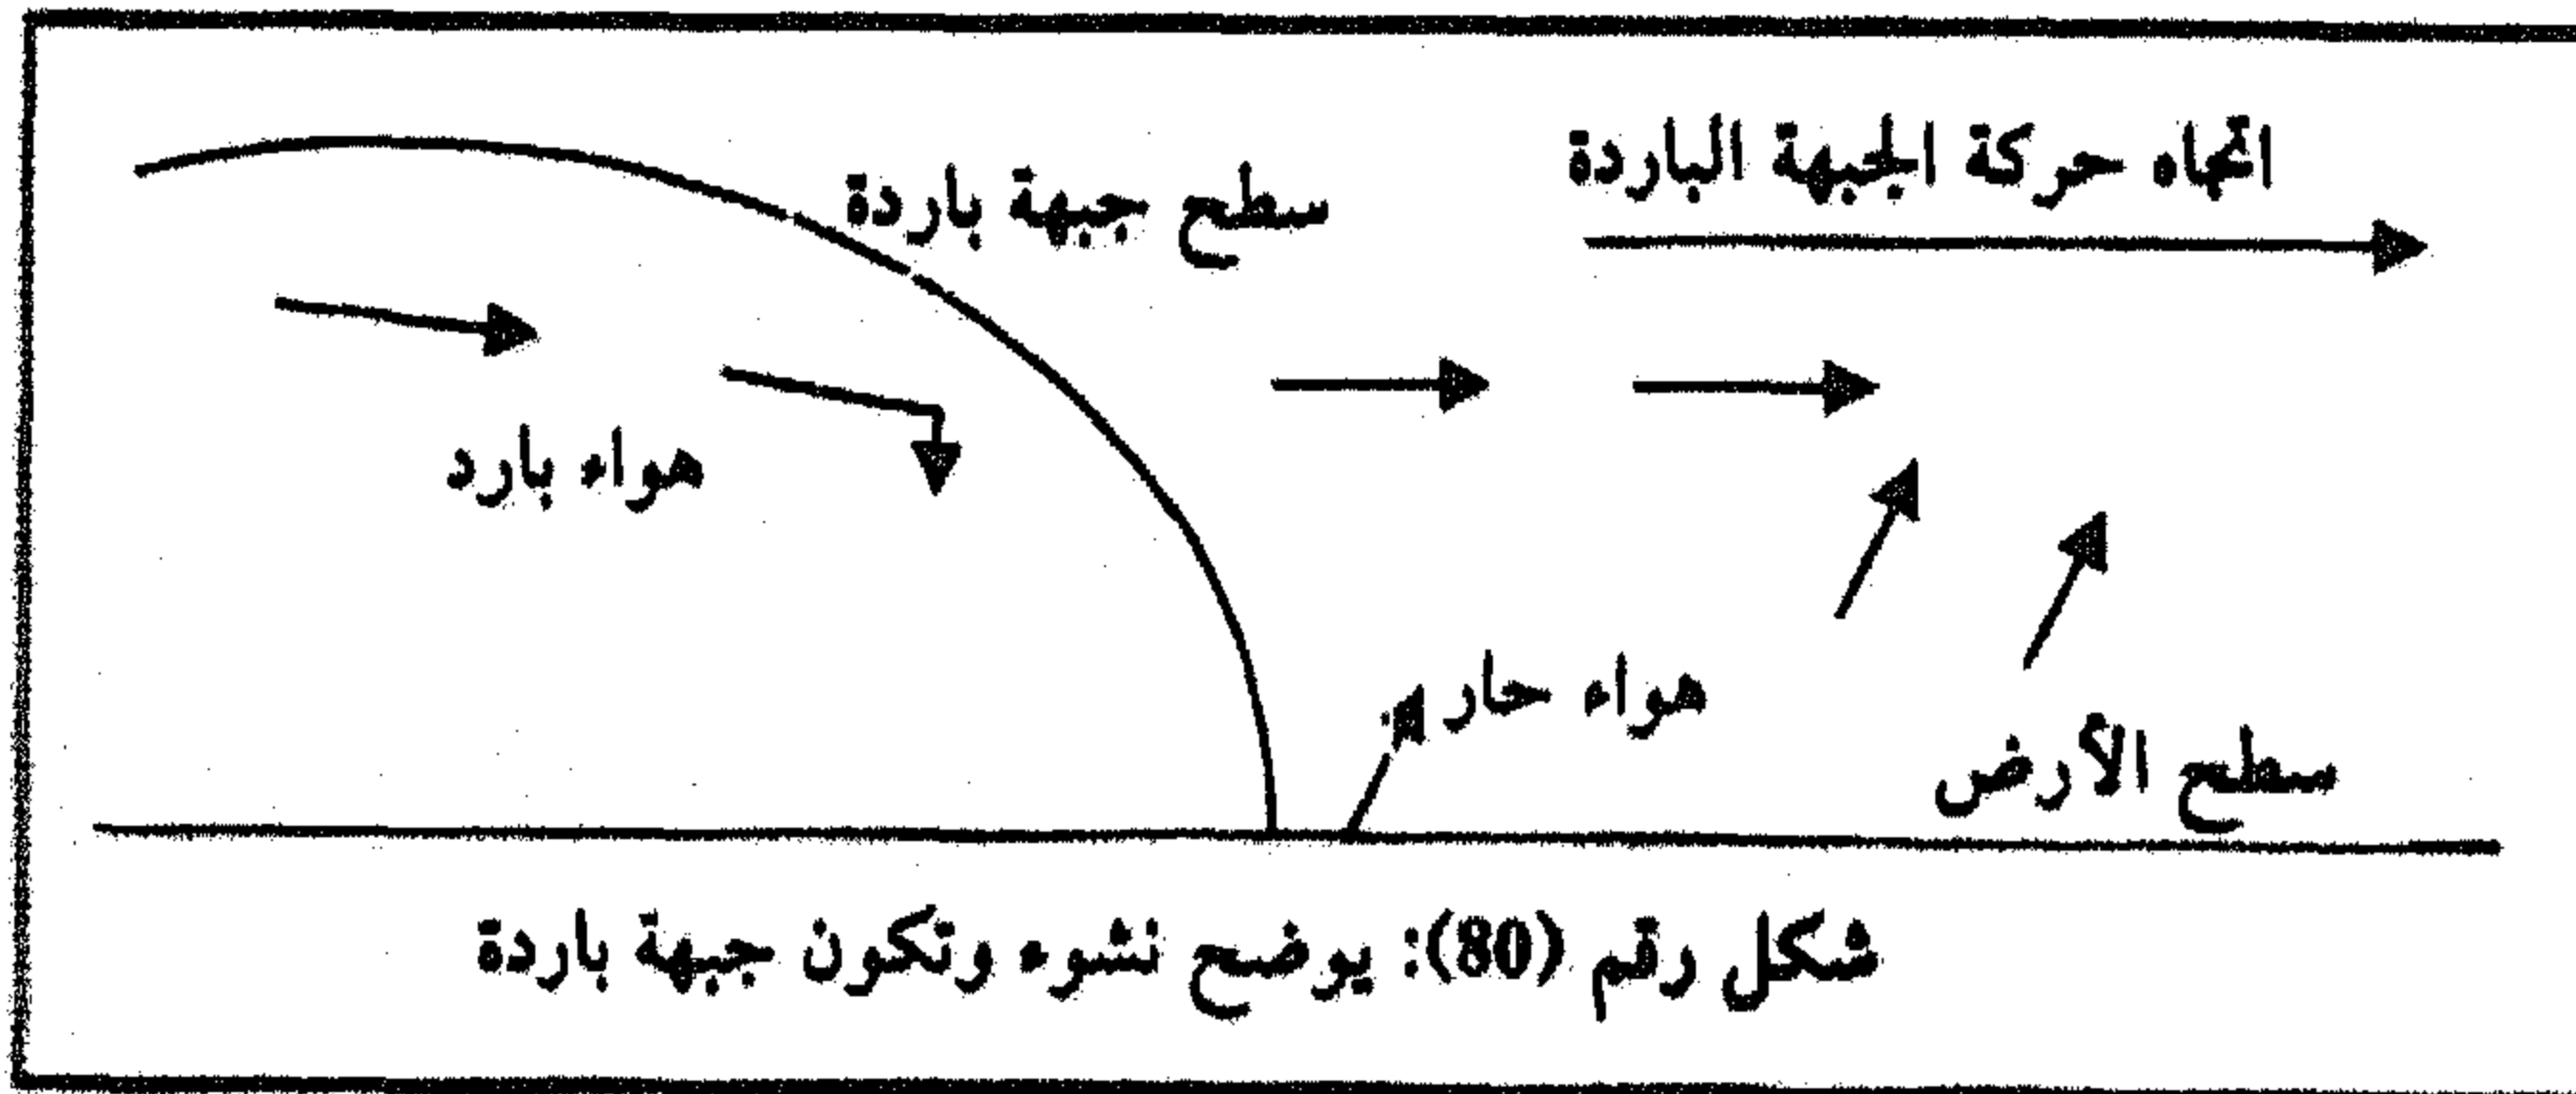 اتجاه حركة الجبهة الباردة
سطح جبهة باردة
هواء بارد
هواء حار
سطح الأرض
شكل رقم (80): يوضح نشوء وتكون جبهة باردة